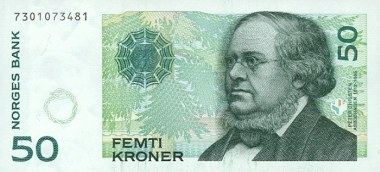 7301073481
50
NORGES BANK
50
FEMTI
KRONER